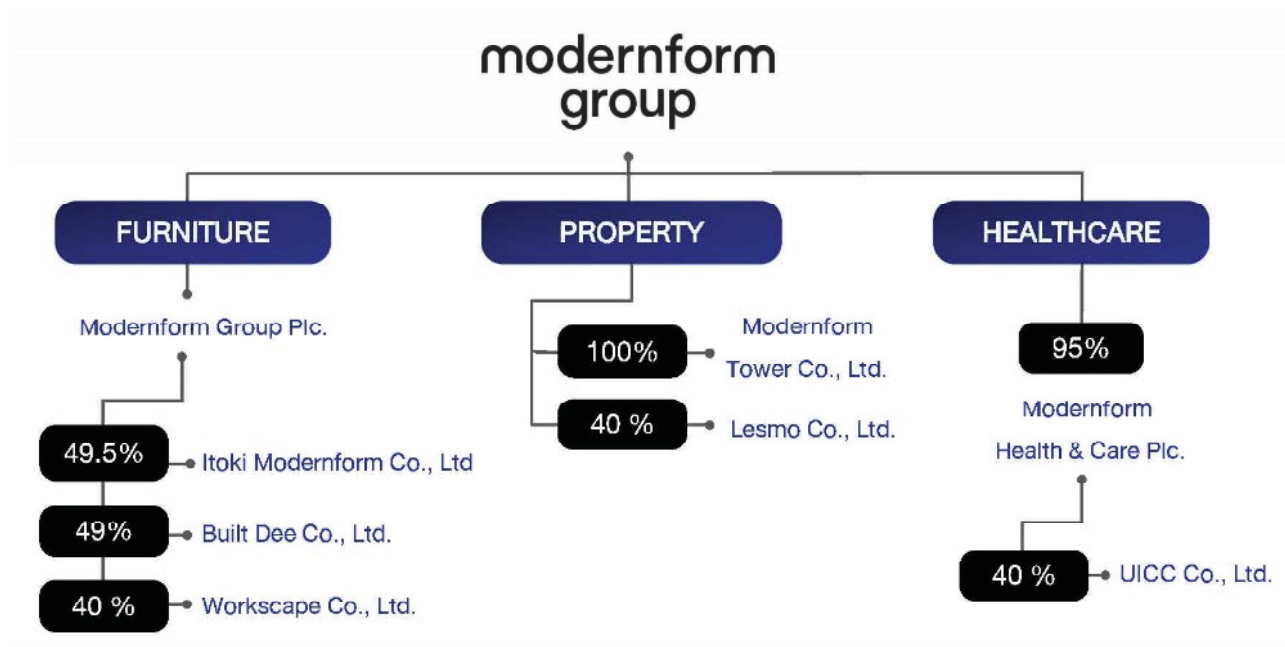 modernform
group
FURNITURE
PROPERTY
HEALTHCARE
Modernform Group Plc.
49.5%
Itoki Modernform Co., Ltd
49%
Built Dee Co., Ltd.
40 %
Workscape Co., Ltd.
100%
Modernform
Tower Co., Ltd.
40 %
Lesmo Co., Ltd.
95%
Modernform
Health & Care Plc.
40 %
UICC Co., Ltd.